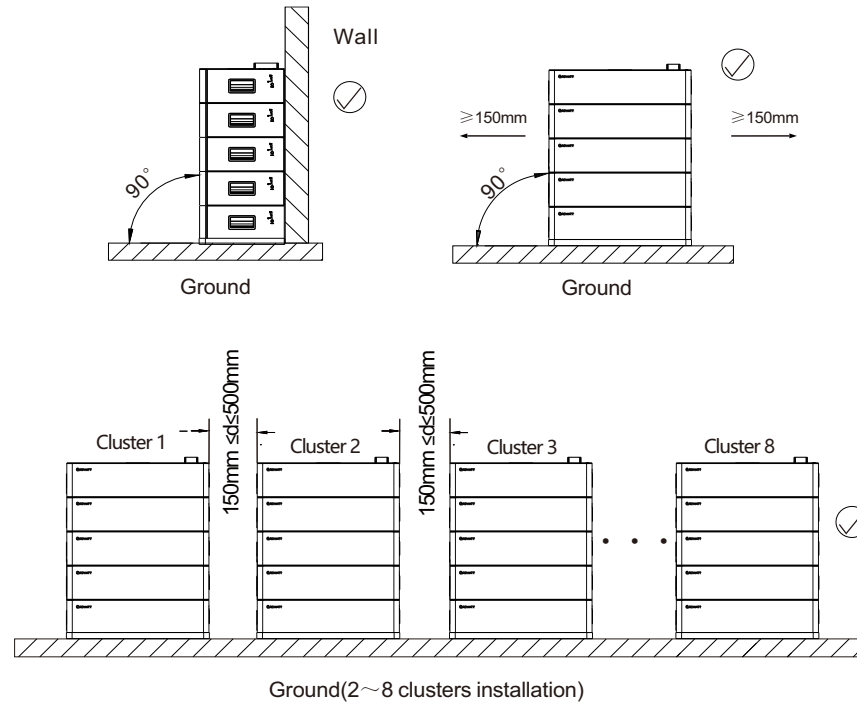 Wall
≥150mm
≥150mm
90°
90°
Ground
Ground
150mm ≤d≤500mm
150mm ≤d≤500mm
Cluster 1
Cluster 2
Cluster 3
Cluster 8
Ground(2～8 clusters installation)